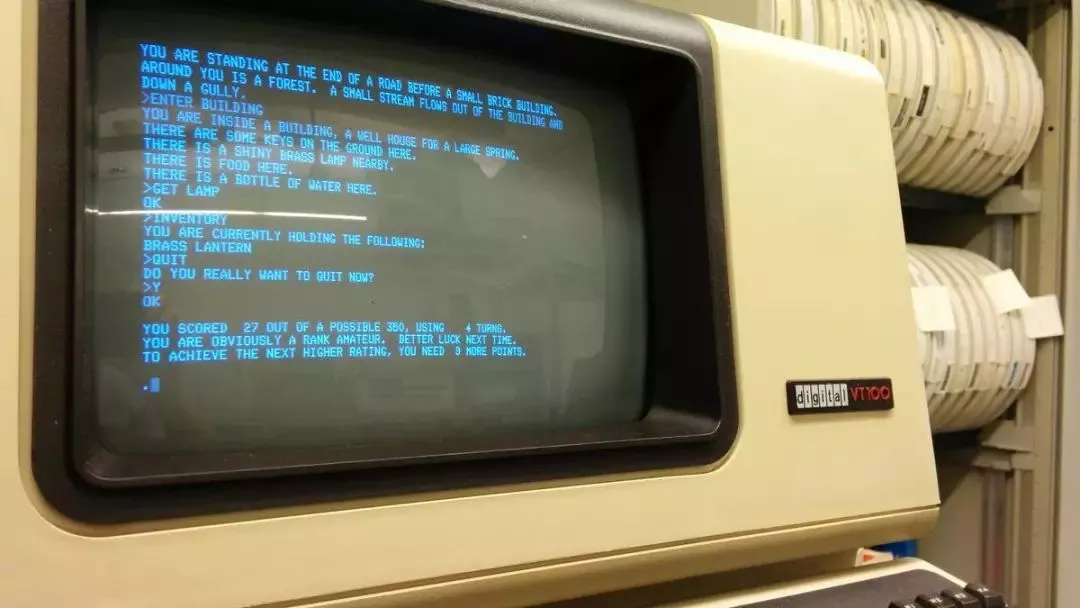 YOU ARE STANDING AT THE END OF A ROAD BEFORE A SMALL BRICK BUILDING.
AROUND YOU IS A FOREST.  A SMALL STREAM FLOWS OUT OF THE BUILDING AND
DOWN A GULLY.
>ENTER BUILDING
YOU ARE INSIDE A BUILDING, A WELL HOUSE FOR A LARGE SPRING.
THERE ARE SOME KEYS ON THE GROUND HERE.
THERE IS A SHINY BRASS LAMP NEARBY.
THERE IS FOOD HERE.
THERE IS A BOTTLE OF WATER HERE.
>GET LAMP
OK
>INVENTORY
YOU ARE CURRENTLY HOLDING THE FOLLOWING:
BRASS LANTERN
>QUIT
DO YOU REALLY WANT TO QUIT NOW?
>Y
OK
YOU SCORED  27 OUT OF A POSSIBLE 350, USING    4 TURNS.
YOU ARE OBVIOUSLY A RANK AMATEUR.  BETTER LUCK NEXT TIME.
TO ACHIEVE THE NEXT HIGHER RATING, YOU NEED  9 MORE POINTS.
.
digital VT100